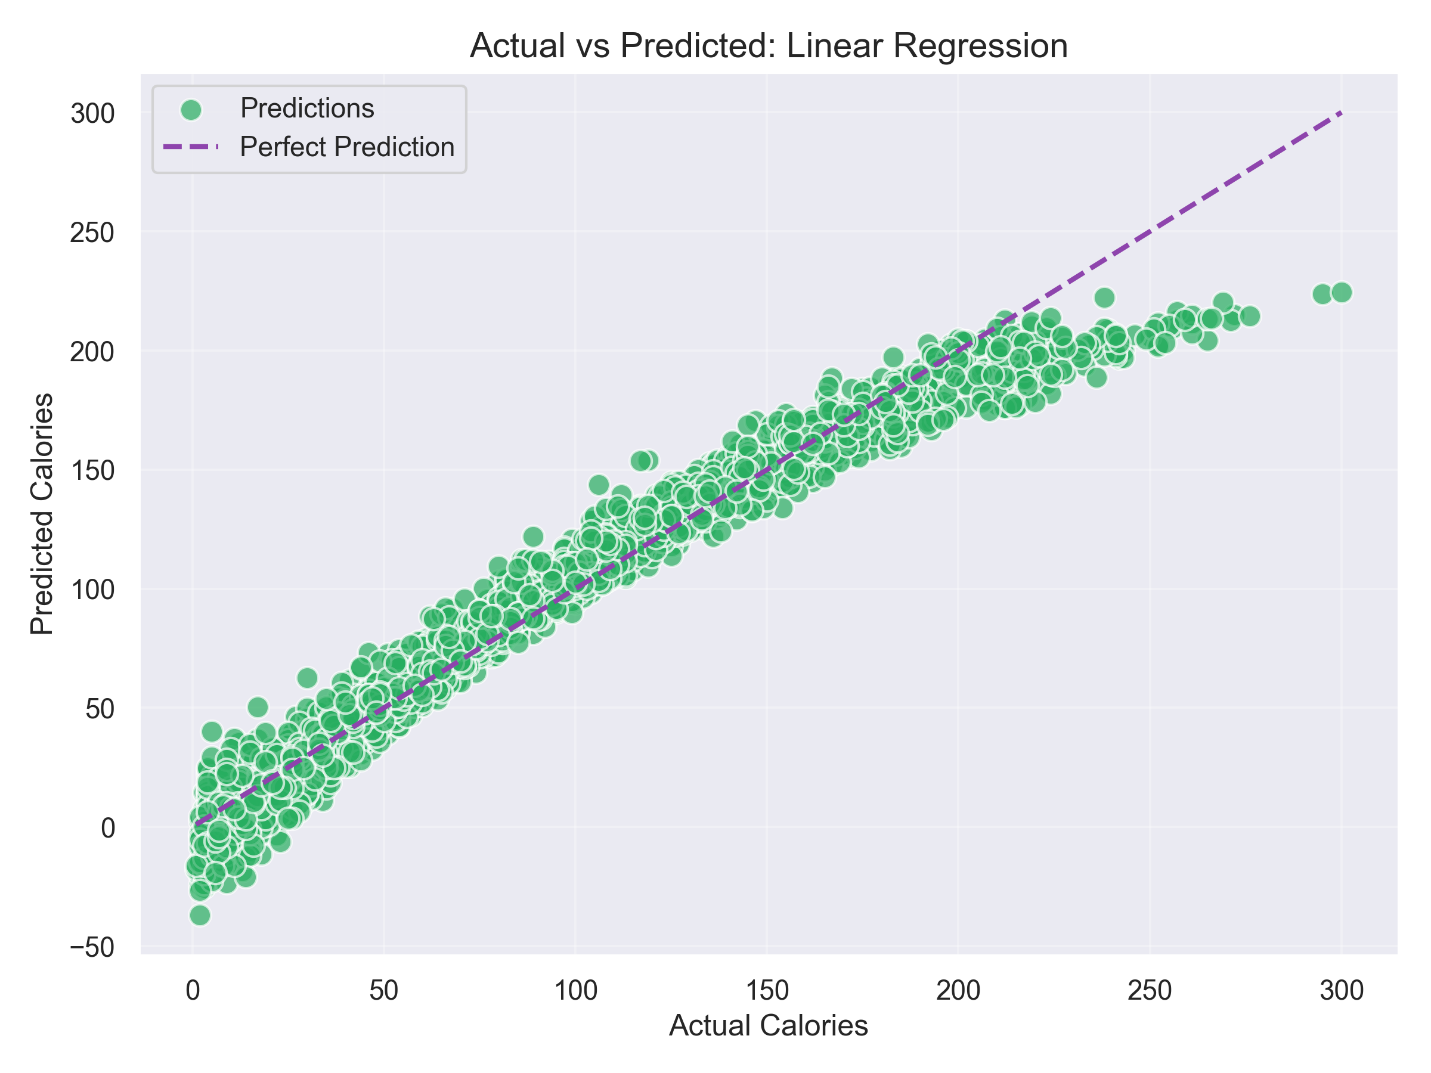 Actual vs Predicted: Linear Regression
Predictions
Perfect Prediction
300
250
200
150
100
50
0
−50
Predicted Calories
0 50 100 150 200 250 300
Actual Calories